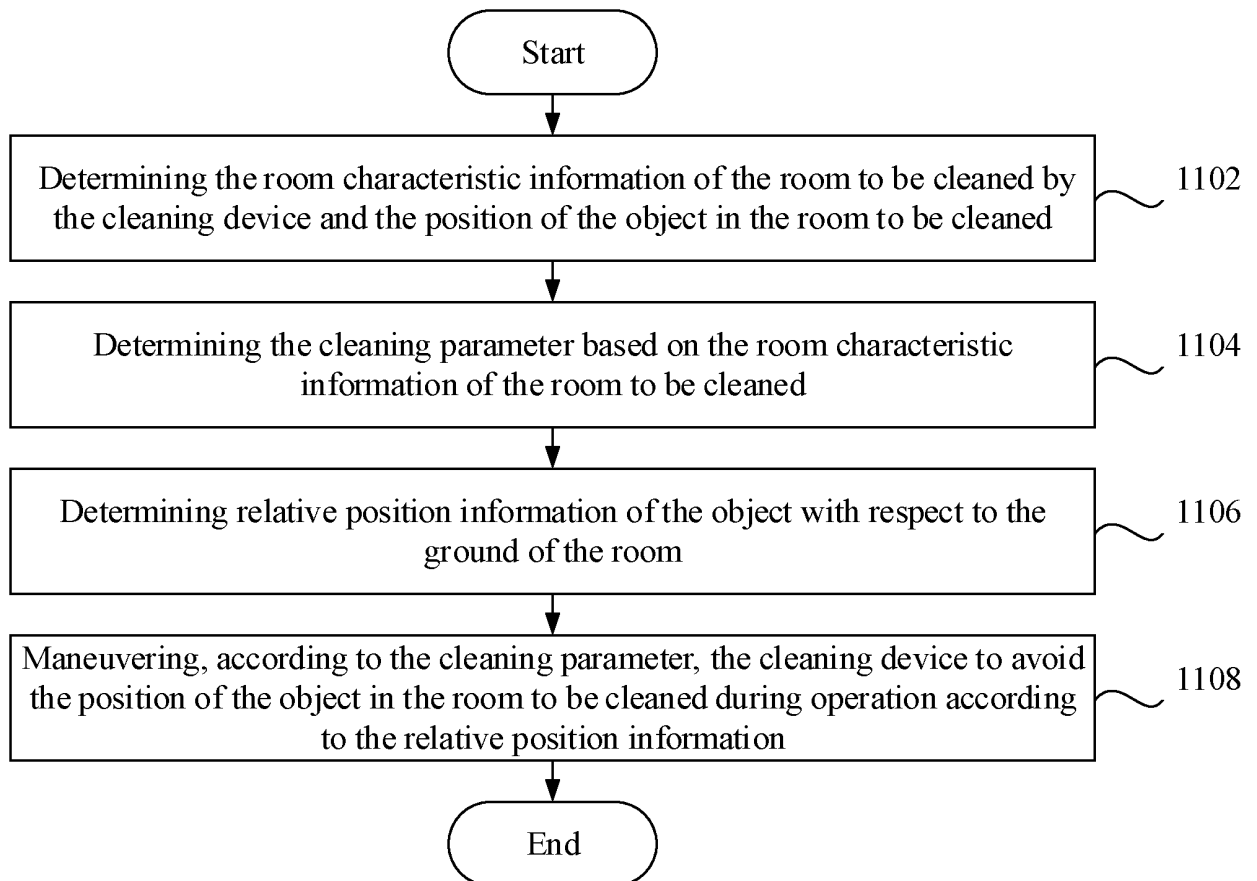 Start
Determining the room characteristic information of the room to be cleaned by
the cleaning device and the position of the object in the room to be cleaned
1102
Determining the cleaning parameter based on the room characteristic
information of the room to be cleaned
1104
Determining relative position information of the object with respect to the
ground of the room
1106
Maneuvering, according to the cleaning parameter, the cleaning device to avoid
the position of the object in the room to be cleaned during operation according
to the relative position information
1108
End